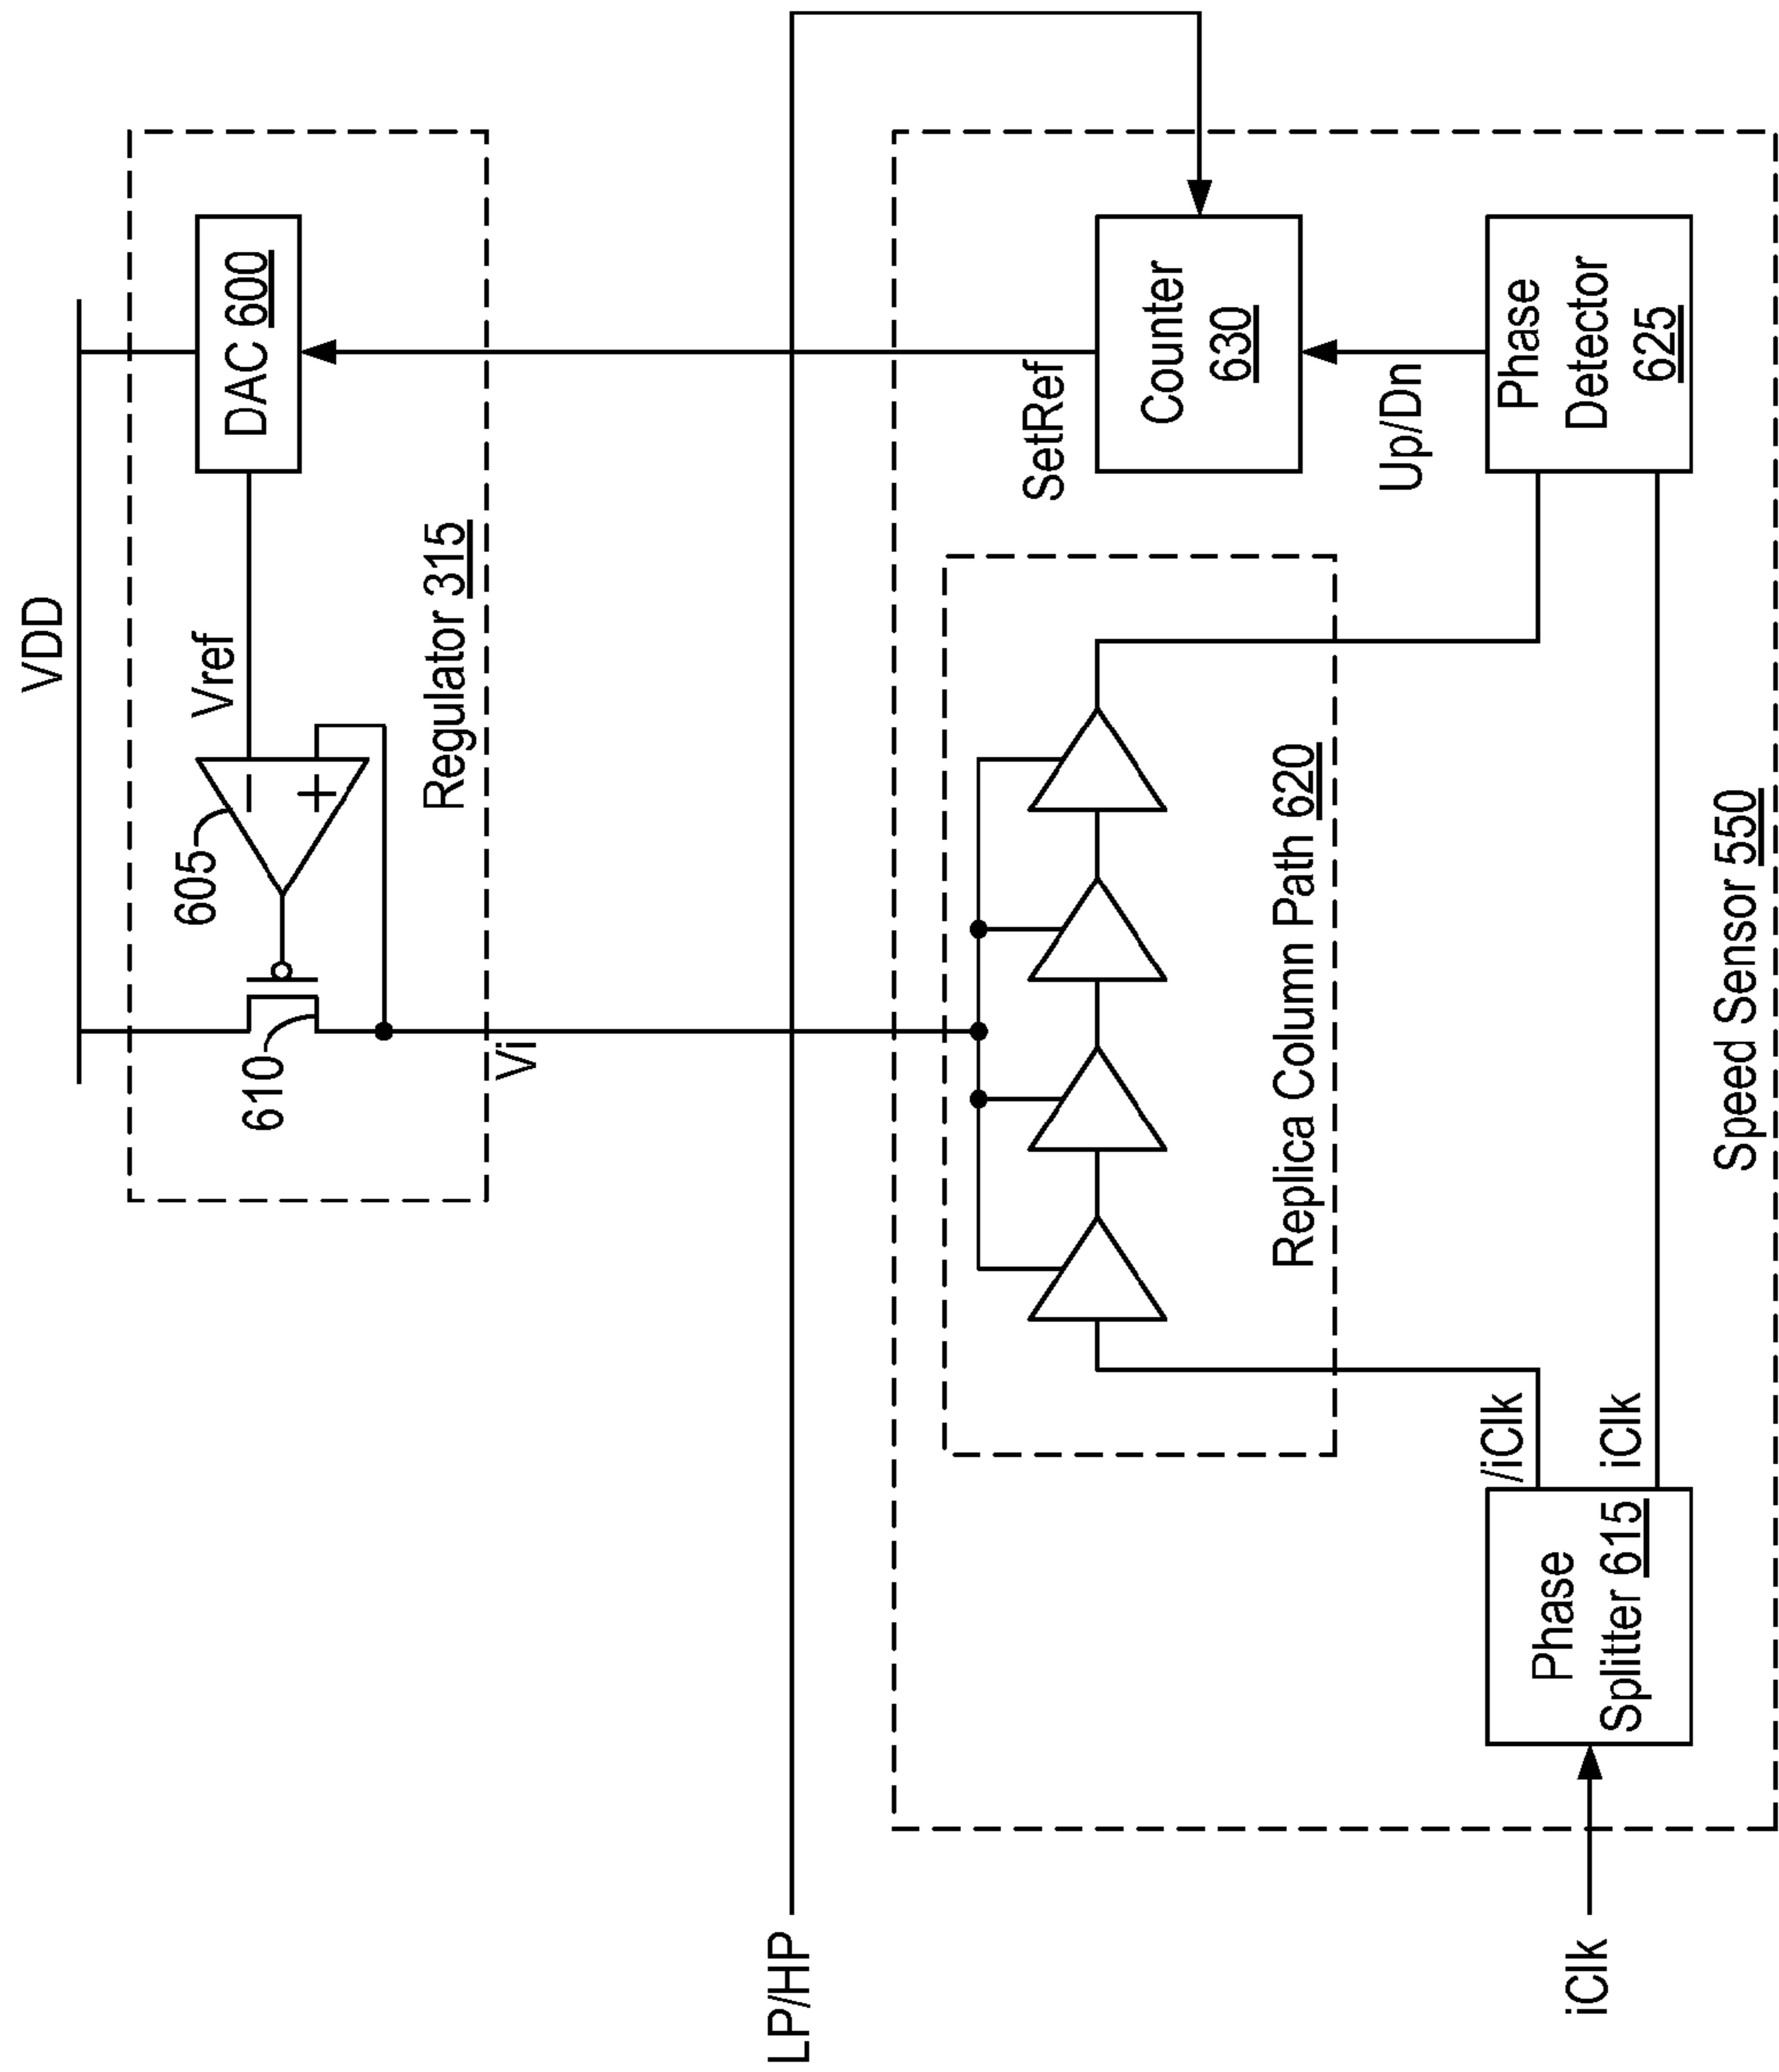 VDD
DAC 600
Vref
605
610
Regulator 315
Vi
LP/HP
SetRef
Counter
630
Up/Dn
Phase
Detector
625
Replica Column Path 620
/iClk
iClk
Phase
Splitter 615
iClk
Speed Sensor 550